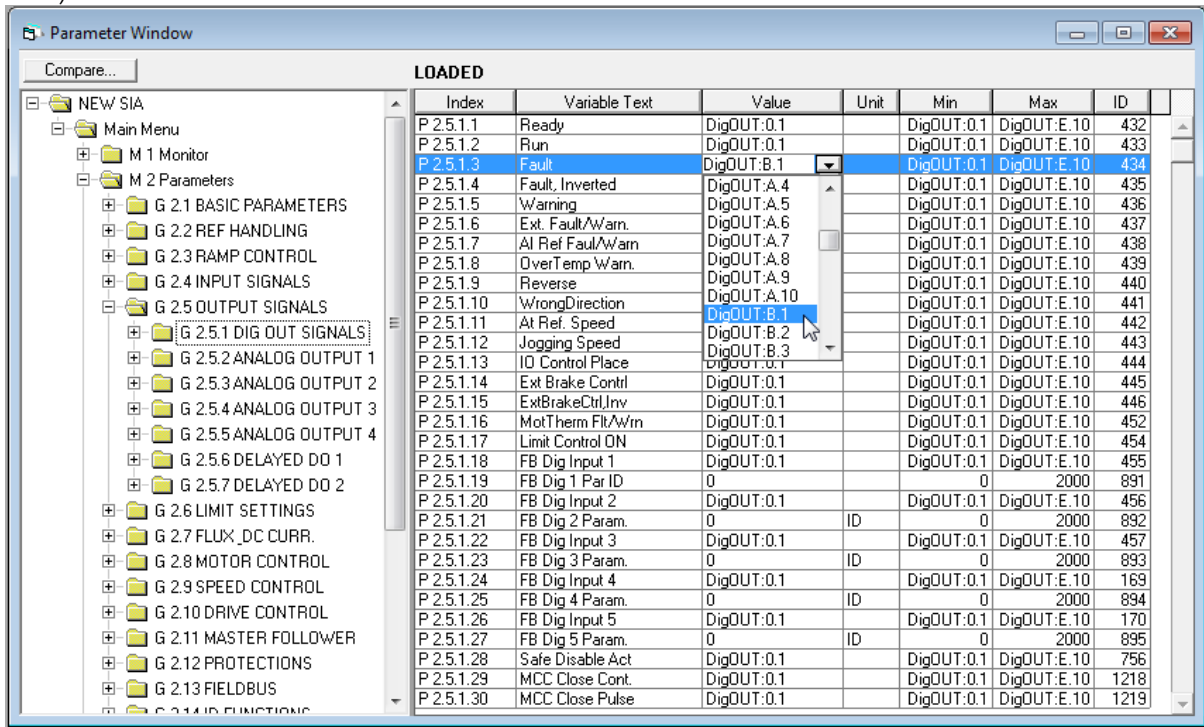 Parameter Window
Compare...
LOADED
NEW SIA
Main Menu
M 1 Monitor
M 2 Parameters
G 2.1 BASIC PARAMETERS
G 2.2 REF HANDLING
G 2.3 RAMP CONTROL
G 2.4 INPUT SIGNALS
G 2.5 OUTPUT SIGNALS
G 2.5.1 DIG OUT SIGNALS
G 2.5.2 ANALOG OUTPUT 1
G 2.5.3 ANALOG OUTPUT 2
G 2.5.4 ANALOG OUTPUT 3
G 2.5.5 ANALOG OUTPUT 4
G 2.5.6 DELAYED DO 1
G 2.5.7 DELAYED DO 2
G 2.6 LIMIT SETTINGS
G 2.7 FLUX_DC CURR.
G 2.8 MOTOR CONTROL
G 2.9 SPEED CONTROL
G 2.10 DRIVE CONTROL
G 2.11 MASTER FOLLOWER
G 2.12 PROTECTIONS
G 2.13 FIELDBUS
Index Variable Text Value Unit Min Max ID
P 2.5.1.1 Ready DigOUT:0.1 DigOUT:0.1 DigOUT:E.10 432
P 2.5.1.2 Run DigOUT:0.1 DigOUT:0.1 DigOUT:E.10 433
P 2.5.1.3 Fault DigOUT:B.1 DigOUT:0.1 DigOUT:E.10 434
P 2.5.1.4 Fault, Inverted DigOUT:0.1 DigOUT:E.10 435
P 2.5.1.5 Warning DigOUT:0.1 DigOUT:E.10 436
P 2.5.1.6 Ext. Fault/Warn. DigOUT:0.1 DigOUT:E.10 437
P 2.5.1.7 AI Ref Faul/Warn DigOUT:0.1 DigOUT:E.10 438
P 2.5.1.8 OverTemp Warn. DigOUT:0.1 DigOUT:E.10 439
P 2.5.1.9 Reverse DigOUT:0.1 DigOUT:E.10 440
P 2.5.1.10 WrongDirection DigOUT:0.1 DigOUT:E.10 441
P 2.5.1.11 At Ref. Speed DigOUT:0.1 DigOUT:E.10 442
P 2.5.1.12 Jogging Speed DigOUT:0.1 DigOUT:E.10 443
P 2.5.1.13 IO Control Place DigOUT:0.1 DigOUT:0.1 DigOUT:E.10 444
P 2.5.1.14 Ext Brake Contrl DigOUT:0.1 DigOUT:0.1 DigOUT:E.10 445
P 2.5.1.15 ExtBrakeCtrl,Inv DigOUT:0.1 DigOUT:0.1 DigOUT:E.10 446
P 2.5.1.16 MotTherm Flt/Wrn DigOUT:0.1 DigOUT:0.1 DigOUT:E.10 452
P 2.5.1.17 Limit Control ON DigOUT:0.1 DigOUT:0.1 DigOUT:E.10 454
P 2.5.1.18 FB Dig Input 1 DigOUT:0.1 DigOUT:0.1 DigOUT:E.10 455
P 2.5.1.19 FB Dig 1 Par ID 0 0 2000 891
P 2.5.1.20 FB Dig Input 2 DigOUT:0.1 DigOUT:0.1 DigOUT:E.10 456
P 2.5.1.21 FB Dig 2 Param. 0 ID 0 2000 892
P 2.5.1.22 FB Dig Input 3 DigOUT:0.1 DigOUT:0.1 DigOUT:E.10 457
P 2.5.1.23 FB Dig 3 Param. 0 ID 0 2000 893
P 2.5.1.24 FB Dig Input 4 DigOUT:0.1 DigOUT:0.1 DigOUT:E.10 169
P 2.5.1.25 FB Dig 4 Param. 0 ID 0 2000 894
P 2.5.1.26 FB Dig Input 5 DigOUT:0.1 DigOUT:0.1 DigOUT:E.10 170
P 2.5.1.27 FB Dig 5 Param. 0 ID 0 2000 895
P 2.5.1.28 Safe Disable Act DigOUT:0.1 DigOUT:0.1 DigOUT:E.10 756
P 2.5.1.29 MCC Close Cont. DigOUT:0.1 DigOUT:0.1 DigOUT:E.10 1218
P 2.5.1.30 MCC Close Pulse DigOUT:0.1 DigOUT:0.1 DigOUT:E.10 1219
DigOUT:A.4
DigOUT:A.5
DigOUT:A.6
DigOUT:A.7
DigOUT:A.8
DigOUT:A.9
DigOUT:A.10
DigOUT:B.1
DigOUT:B.2
DigOUT:B.3